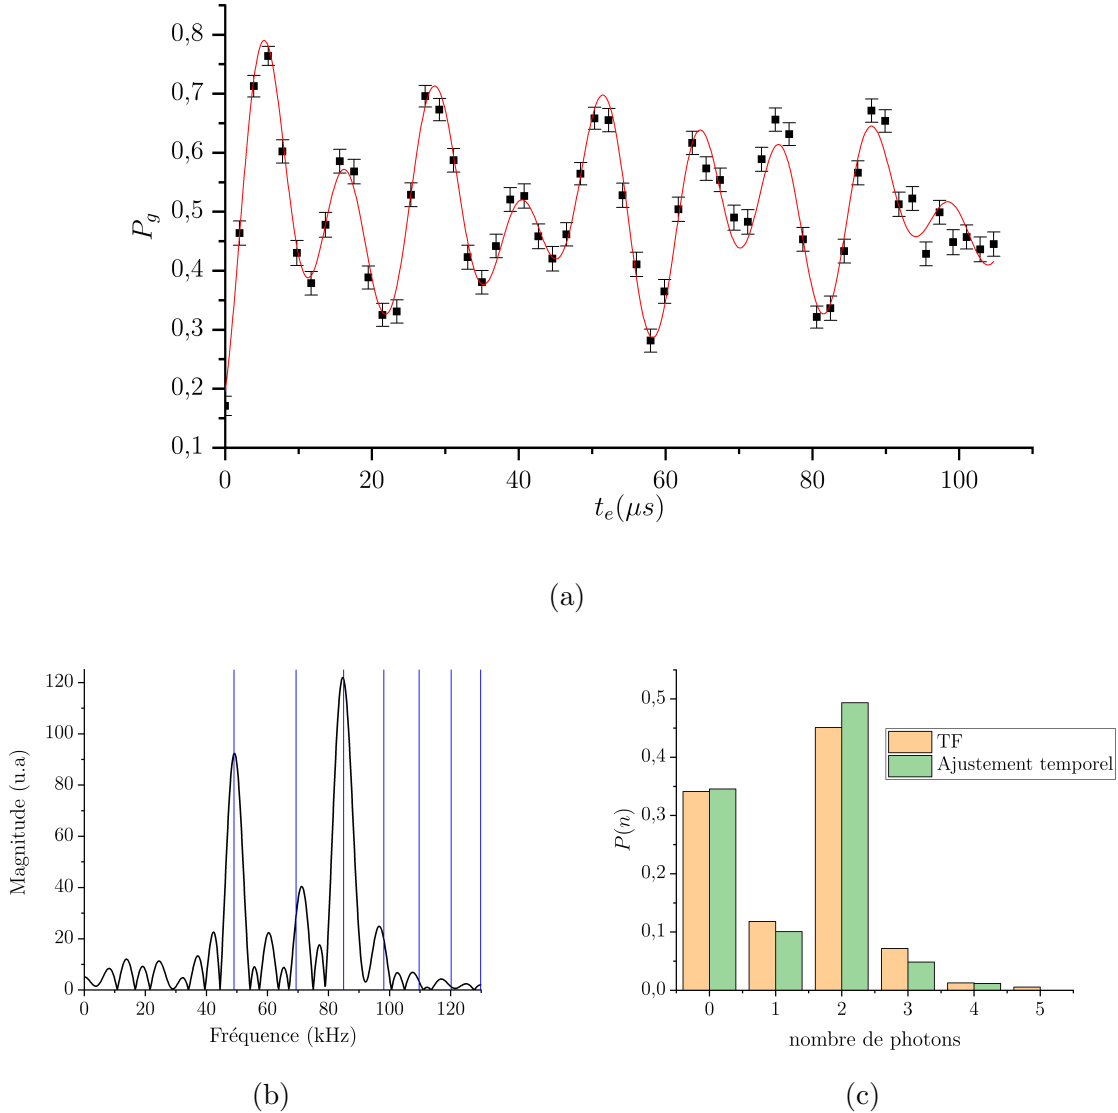 0,8
0,7
0,6
0,5
0,4
0,3
0,2
0,1
P_g
0 20 40 60 80 100
t_e(μs)
(a)
120
100
80
60
40
20
0
Magnitude (u.a)
0 20 40 60 80 100 120
Fréquence (kHz)
(b)
0,5
0,4
0,3
0,2
0,1
0,0
P(n)
TF
Ajustement temporel
0 1 2 3 4 5
nombre de photons
(c)